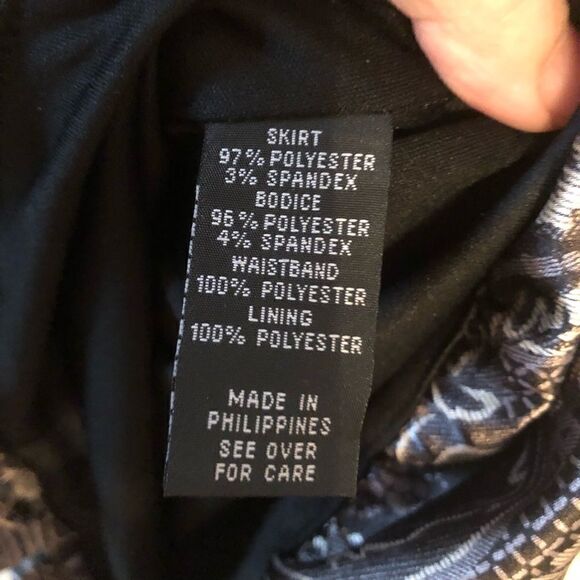 SKIRT
97% POLYESTER
3% SPANDEX
BODICE
96% POLYESTER
4% SPANDEX
WAISTBAND
100% POLYESTER
LINING
100% POLYESTER
MADE IN
PHILIPPINES
SEE OVER
FOR CARE